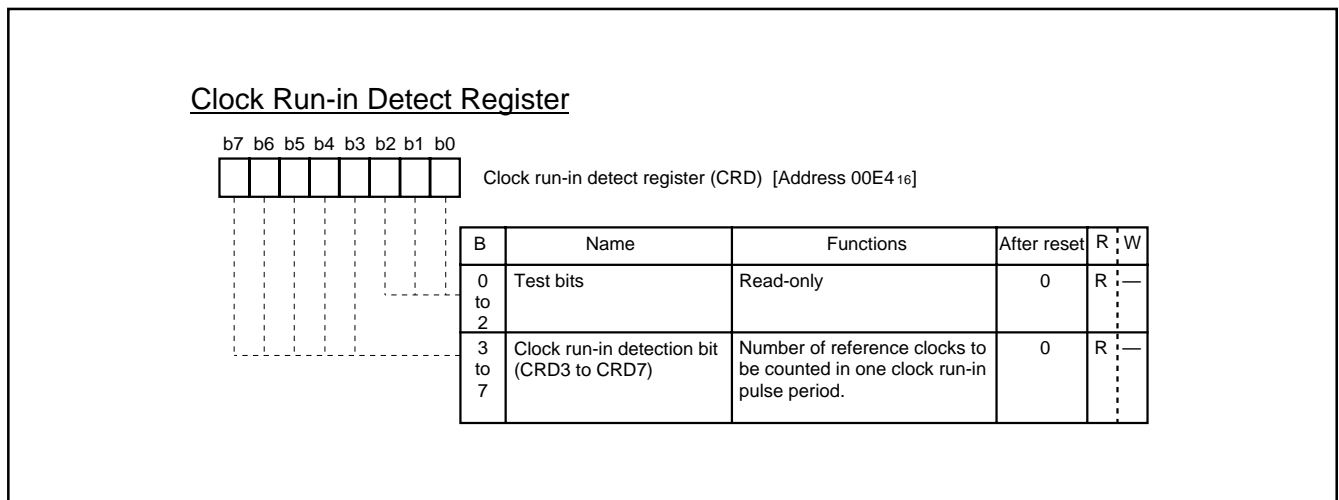 Clock Run-in Detect Register
b7 b6 b5 b4 b3 b2 b1 b0
Clock run-in detect register (CRD) [Address 00E4₁₆]
B Name Functions After reset R W
0 to 2 Test bits Read-only 0 R —
3 to 7 Clock run-in detection bit (CRD3 to CRD7) Number of reference clocks to be counted in one clock run-in pulse period. 0 R —